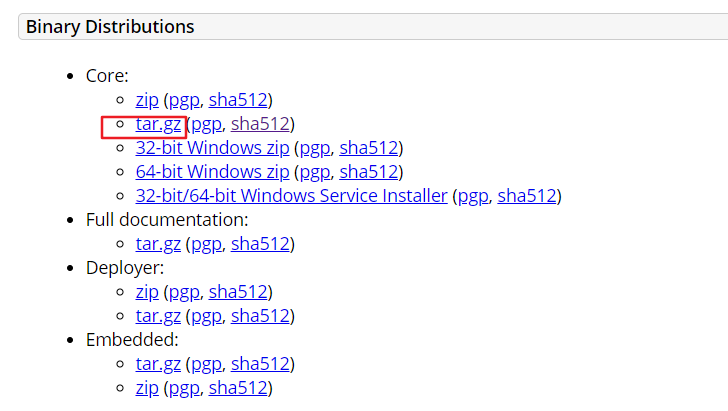 Binary Distributions
Core:
zip (pgp, sha512)
tar.gz (pgp, sha512)
32-bit Windows zip (pgp, sha512)
64-bit Windows zip (pgp, sha512)
32-bit/64-bit Windows Service Installer (pgp, sha512)
Full documentation:
tar.gz (pgp, sha512)
Deployer:
zip (pgp, sha512)
tar.gz (pgp, sha512)
Embedded:
tar.gz (pgp, sha512)
zip (pgp, sha512)